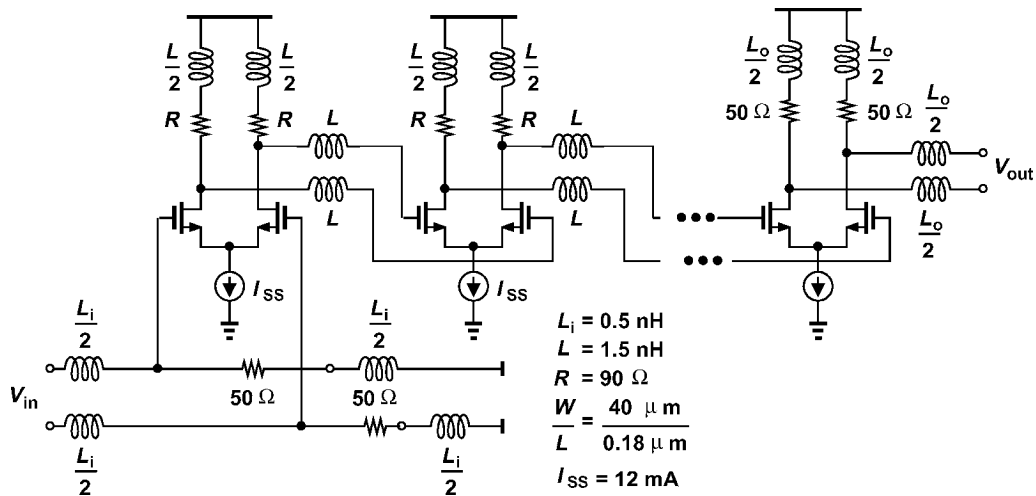 L/2 L/2 L/2 L/2 Lo/2 Lo/2
R R L R R L 50 Ω 50 Ω Lo/2
L L Vout
Lo/2
ISS ISS
Li/2 Li/2
Vin 50 Ω 50 Ω
Li/2 Li/2
Li = 0.5 nH
L = 1.5 nH
R = 90 Ω
W/L = 40 μm/0.18 μm
ISS = 12 mA